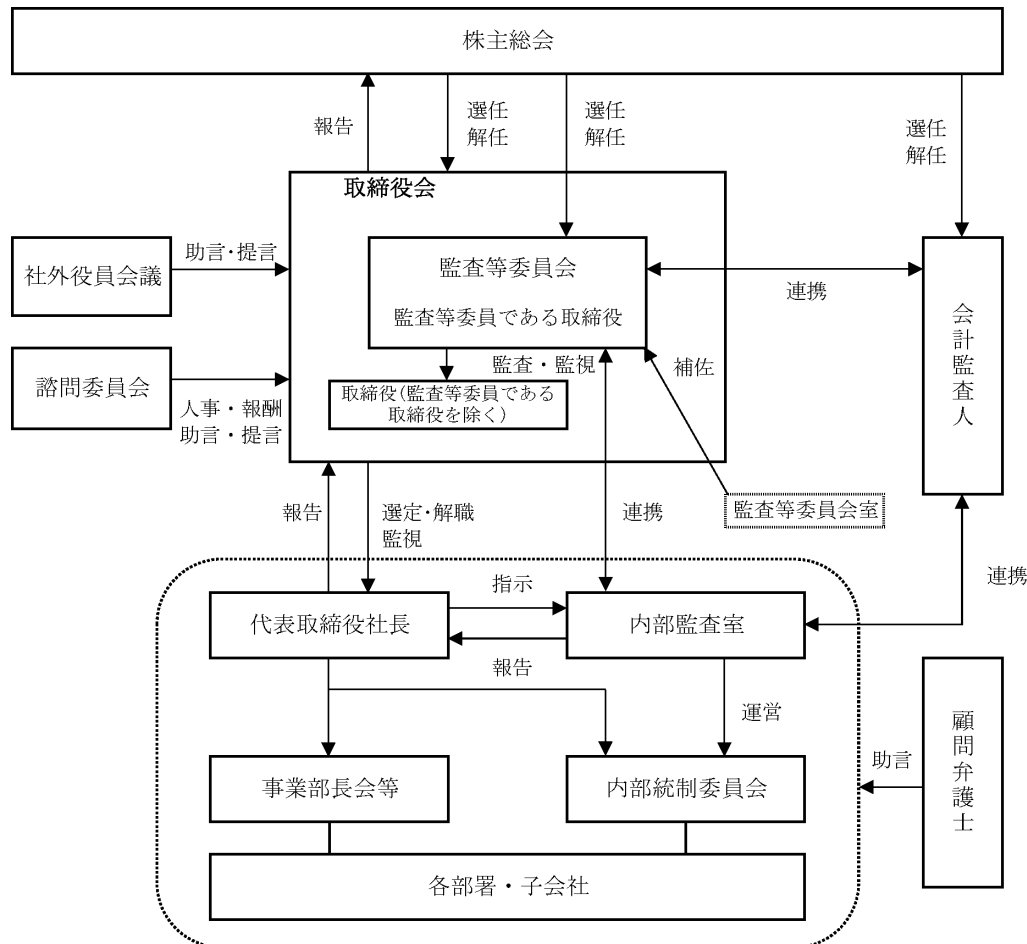 株主総会
報告
選任
解任
選任
解任
選任
解任
取締役会
社外役員会議
助言・提言
監査等委員会
監査等委員である取締役
連携
会計監査人
諮問委員会
人事・報酬
助言・提言
監査・監視
補佐
取締役(監査等委員である
取締役を除く)
報告
選定・解職
監視
連携
監査等委員会室
連携
指示
代表取締役社長
内部監査室
報告
運営
顧問弁護士
助言
事業部長会等
内部統制委員会
各部署・子会社